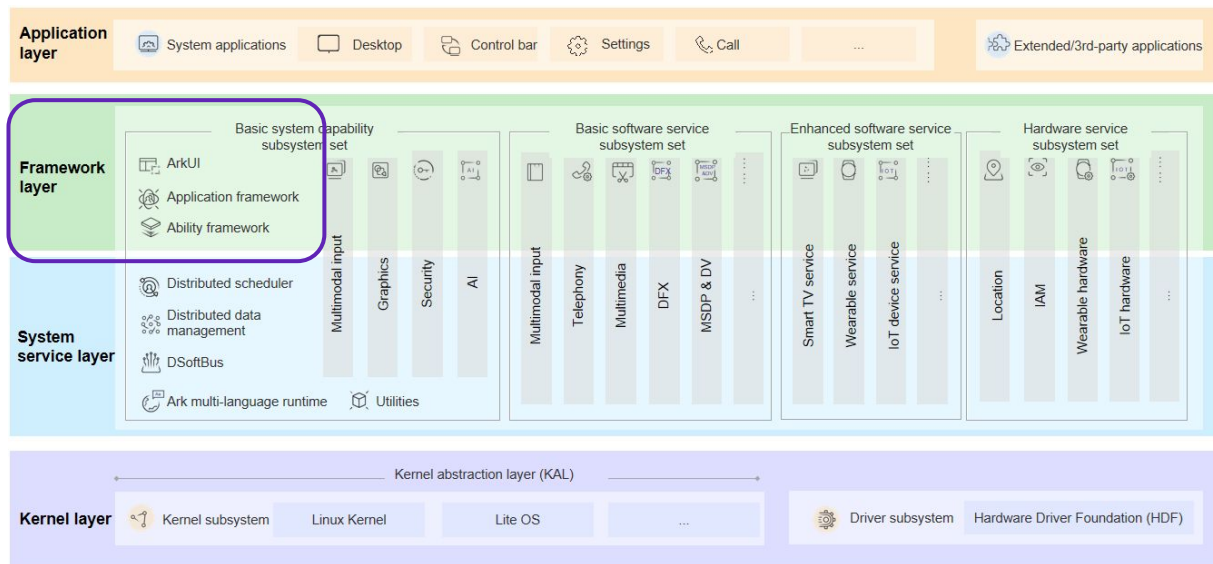 Application
layer
System applications
Desktop
Control bar
Settings
Call
...
Extended/3rd-party applications
Framework
layer
Basic system capability
subsystem set
ArkUI
Application framework
Ability framework
Basic software service
subsystem set
DFX
Enhanced software service
subsystem set
IOT
Hardware service
subsystem set
IOT
System
service layer
Distributed scheduler
Distributed data
management
DSoftBus
Ark multi-language runtime
Utilities
Multimodal input
Graphics
Security
AI
AI
Multimodal input
Telephony
Multimedia
DFX
MSDP & DV
...
Smart TV service
Wearable service
IoT device service
...
Location
IAM
Wearable hardware
IoT hardware
...
Kernel abstraction layer (KAL)
Kernel layer
Kernel subsystem
Linux Kernel
Lite OS
...
Driver subsystem
Hardware Driver Foundation (HDF)